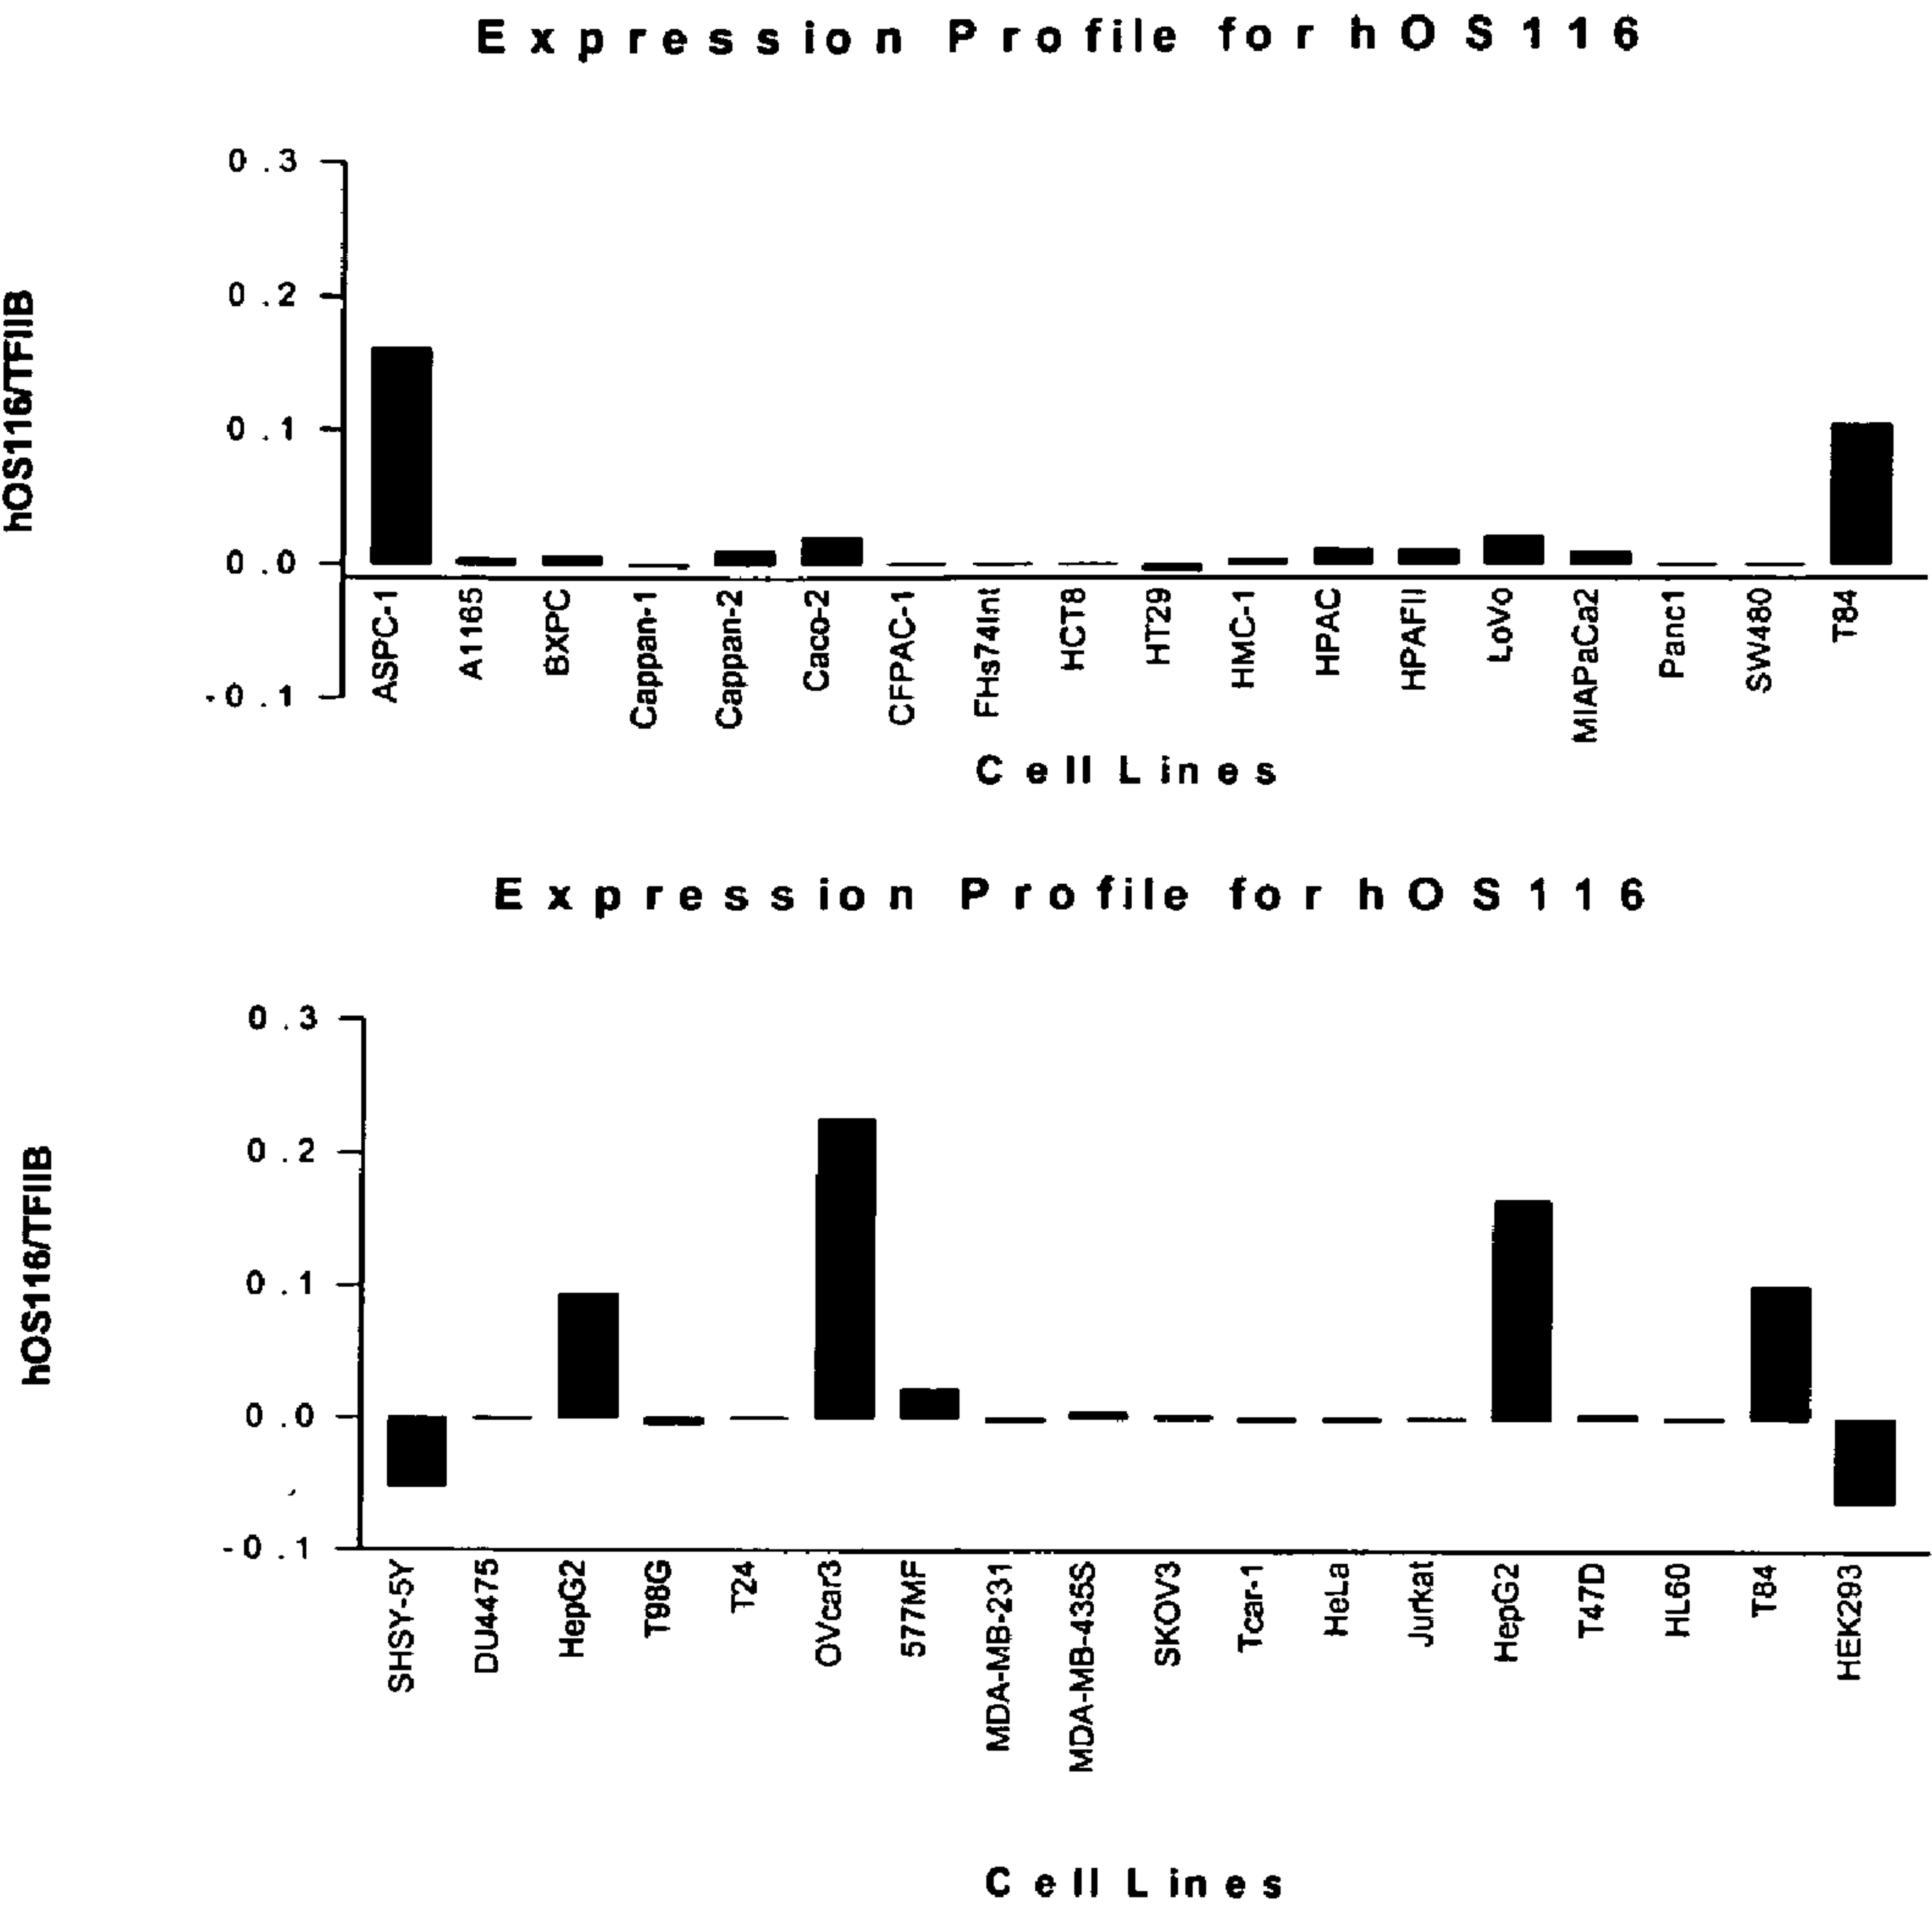 Expression Profile for hOS116
hOS116/TFIIB
0.3
0.2
0.1
0.0
-0.1
ASPC-1
A1165
BXPC
Cappan-1
Cappan-2
Caco-2
CFPAC-1
FHs74Int
HCT8
HT29
HMC-1
HPAC
HPAFII
LoVo
MIAPaCa2
Panc1
SW480
T84
Cell Lines
Expression Profile for hOS116
hOS116/TFIIB
0.3
0.2
0.1
0.0
-0.1
SHSY-5Y
DU4475
HepG2
T98G
T24
OVcar3
577MF
MDA-MB-231
MDA-MB-435S
SKOV3
Tcar-1
HeLa
Jurkat
HepG2
T47D
HL60
T84
HEK293
Cell Lines